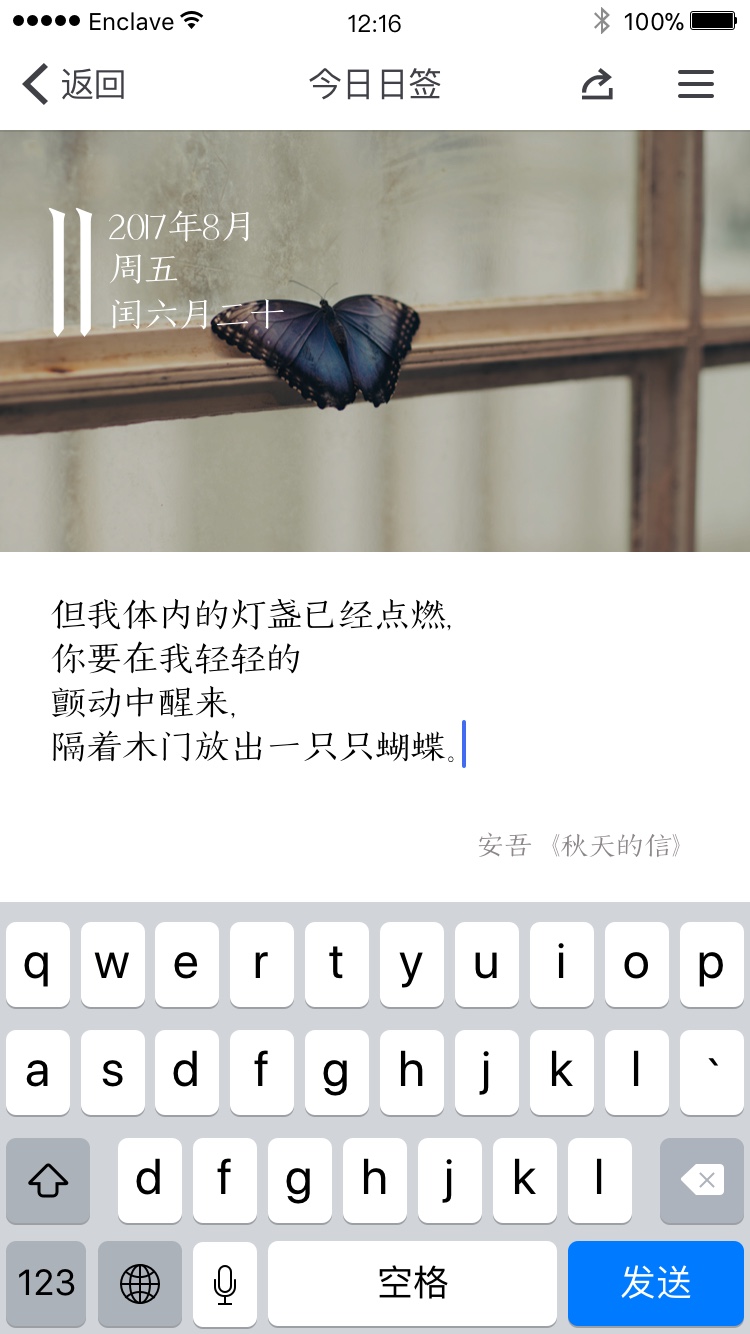 Enclave 12:16 100%
返回 今日日签
11
2017年8月
周五
闰六月二十
但我体内的灯盏已经点燃,
你要在我轻轻的
颤动中醒来,
隔着木门放出一只只蝴蝶。
安吾《秋天的信》
q w e r t y u i o p
a s d f g h j k l `
d f g h j k l
123 空格 发送